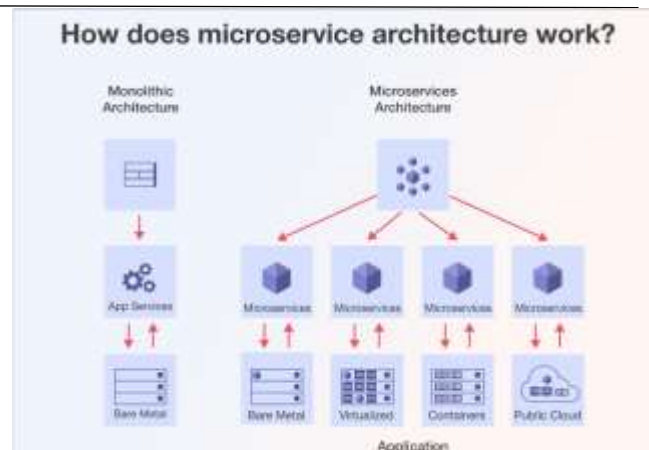 How does microservice architecture work?
Monolithic
Architecture
Microservices
Architecture
App Services
Microservices
Microservices
Microservices
Microservices
Bare Metal
Bare Metal
Virtualized
Containers
Public Cloud
Application